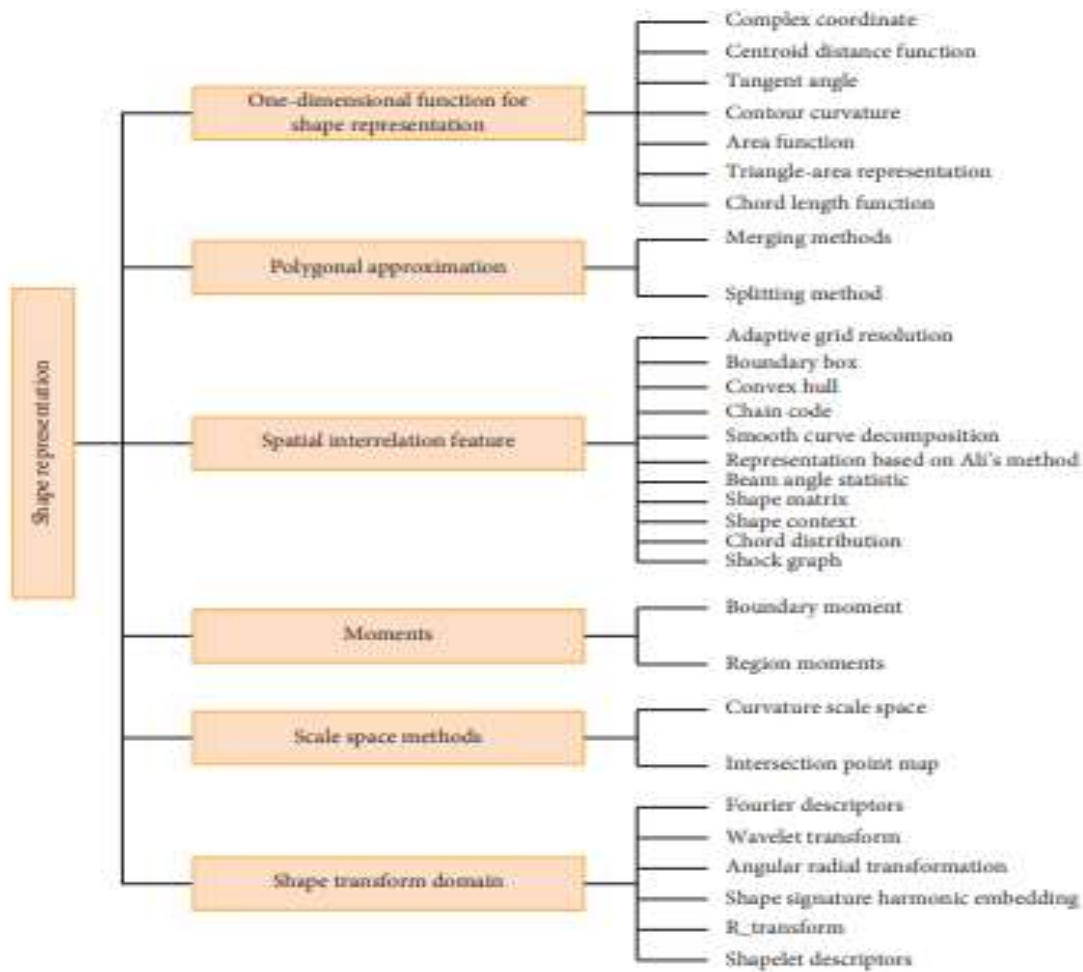 Shape representation
One-dimensional function for
shape representation
Complex coordinate
Centroid distance function
Tangent angle
Contour curvature
Area function
Triangle-area representation
Chord length function
Polygonal approximation
Merging methods
Splitting method
Spatial interrelation feature
Adaptive grid resolution
Boundary box
Convex hull
Chain code
Smooth curve decomposition
Representation based on Ali's method
Beam angle statistic
Shape matrix
Shape context
Chord distribution
Shock graph
Moments
Boundary moment
Region moments
Scale space methods
Curvature scale space
Intersection point map
Shape transform domain
Fourier descriptors
Wavelet transform
Angular radial transformation
Shape signature harmonic embedding
R_transform
Shapelet descriptors